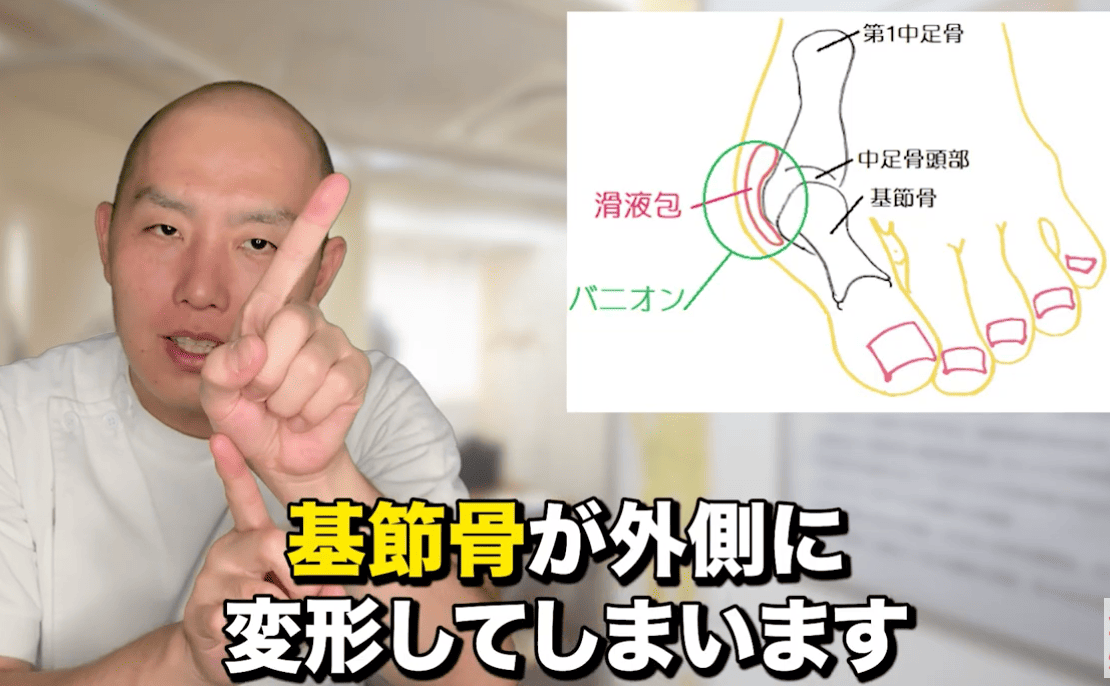 第1中足骨
中足骨頭部
基節骨
滑液包
バニオン
基節骨が外側に
変形してしまいます